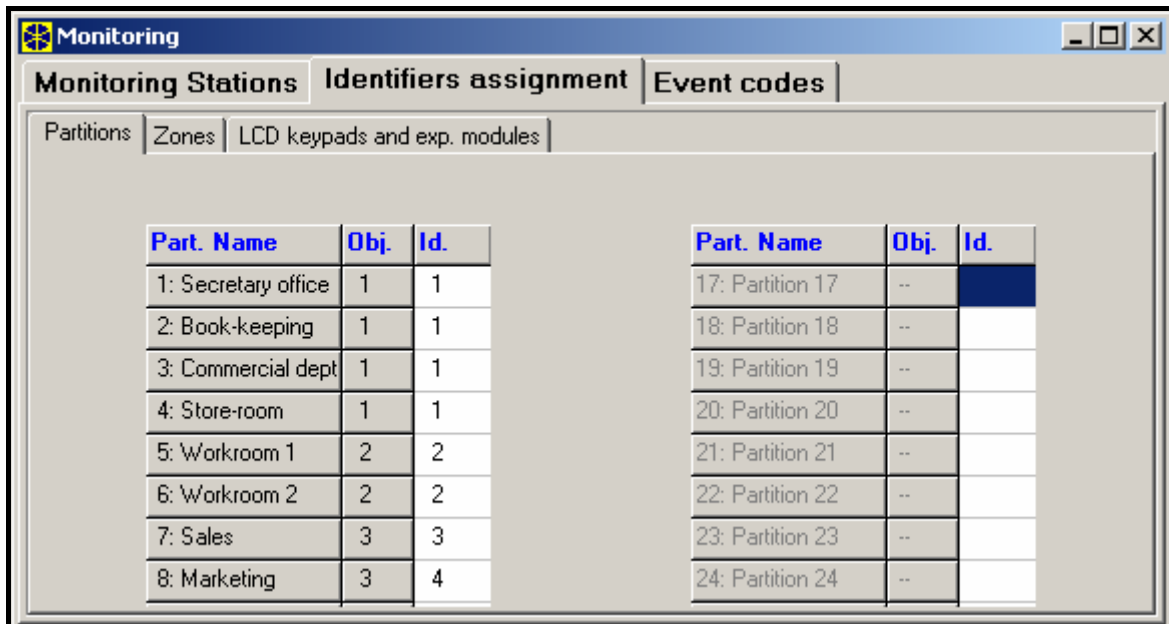 Monitoring
Monitoring Stations Identifiers assignment Event codes
Partitions Zones LCD keypads and exp. modules
Part. Name Obj. Id. Part. Name Obj. Id.
1: Secretary office 1 1 17: Partition 17 --
2: Book-keeping 1 1 18: Partition 18 --
3: Commercial dept 1 1 19: Partition 19 --
4: Store-room 1 1 20: Partition 20 --
5: Workroom 1 2 2 21: Partition 21 --
6: Workroom 2 2 2 22: Partition 22 --
7: Sales 3 3 23: Partition 23 --
8: Marketing 3 4 24: Partition 24 --